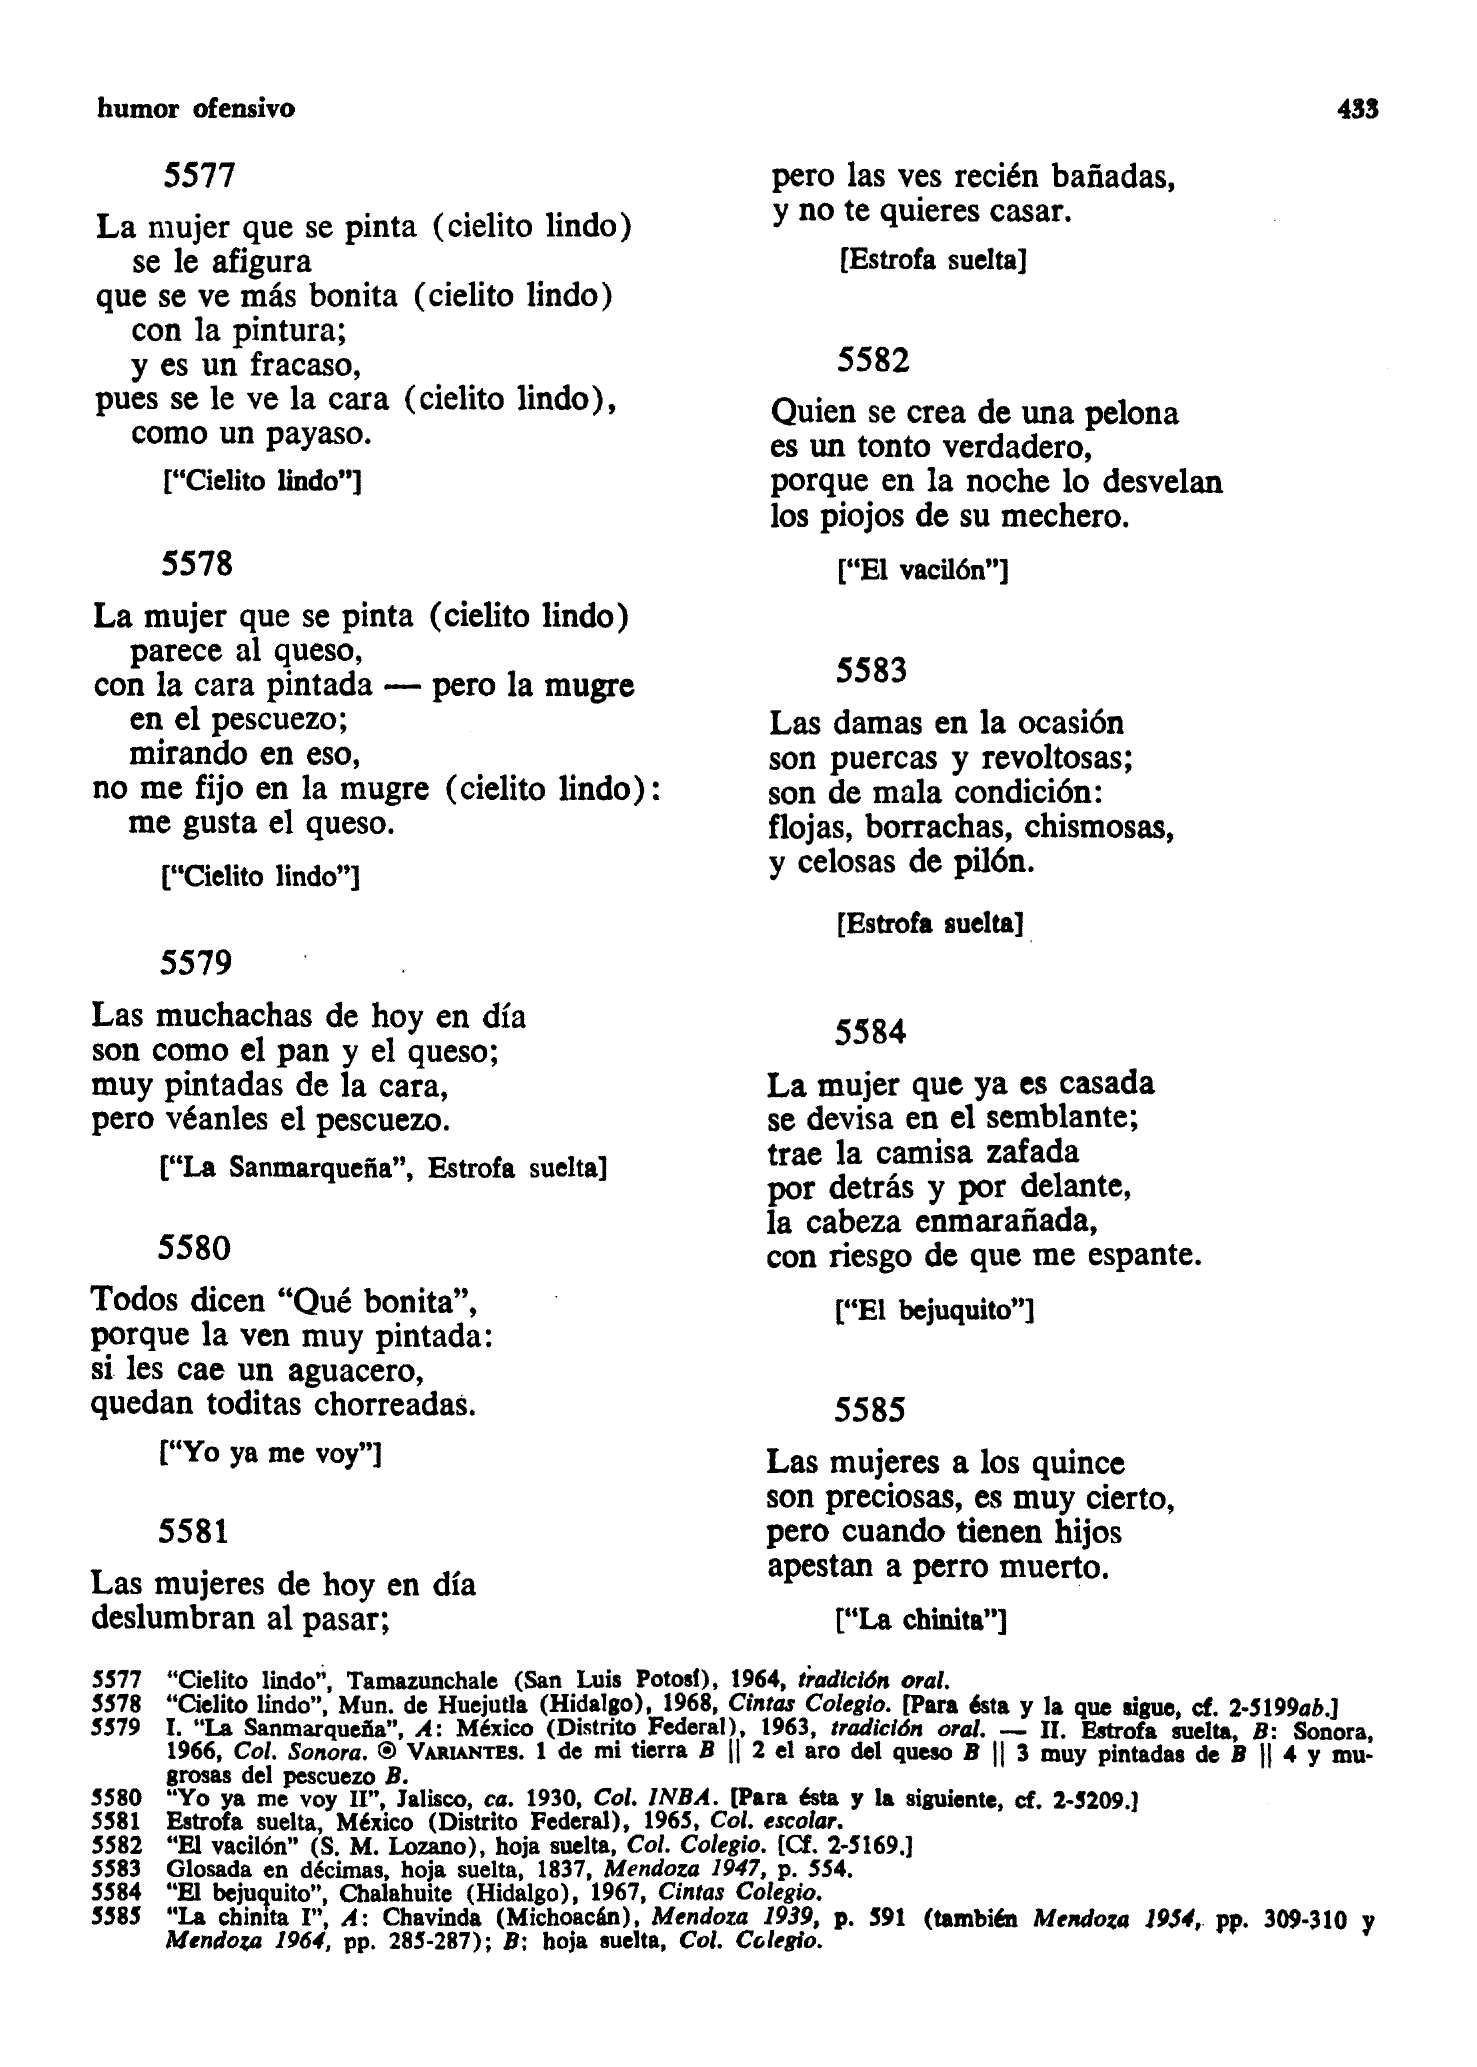 humor ofensivo 433
5577
La mujer que se pinta (cielito lindo)
se le afigura
que se ve más bonita (cielito lindo)
con la pintura;
y es un fracaso,
pues se le ve la cara (cielito lindo),
como un payaso.
[“Cielito lindo”]
5578
La mujer que se pinta (cielito lindo)
parece al queso,
con la cara pintada — pero la mugre
en el pescuezo;
mirando en eso,
no me fijo en la mugre (cielito lindo):
me gusta el queso.
[“Cielito lindo”]
5579
Las muchachas de hoy en día
son como el pan y el queso;
muy pintadas de la cara,
pero véanles el pescuezo.
[“La Sanmarqueña”, Estrofa suelta]
5580
Todos dicen “Qué bonita”,
porque la ven muy pintada:
si les cae un aguacero,
quedan toditas chorreadas.
[“Yo ya me voy”]
5581
Las mujeres de hoy en día
deslumbran al pasar;
pero las ves recién bañadas,
y no te quieres casar.
[Estrofa suelta]
5582
Quien se crea de una pelona
es un tonto verdadero,
porque en la noche lo desvelan
los piojos de su mechero.
[“El vacilón”]
5583
Las damas en la ocasión
son puercas y revoltosas;
son de mala condición:
flojas, borrachas, chismosas,
y celosas de pilón.
[Estrofa suelta]
5584
La mujer que ya es casada
se devisa en el semblante;
trae la camisa zafada
por detrás y por delante,
la cabeza enmarañada,
con riesgo de que me espante.
[“El bejuquito”]
5585
Las mujeres a los quince
son preciosas, es muy cierto,
pero cuando tienen hijos
apestan a perro muerto.
[“La chinita”]
5577 “Cielito lindo”, Tamazunchale (San Luis Potosí), 1964, tradición oral.
5578 “Cielito lindo”, Mun. de Huejutla (Hidalgo), 1968, Cintas Colegio. [Para ésta y la que sigue, cf. 2-5199ab.]
5579 I. “La Sanmarqueña”, A: México (Distrito Federal), 1963, tradición oral. — II. Estrofa suelta, B: Sonora,
1966, Col. Sonora. ⊙ VARIANTES. 1 de mi tierra B || 2 el aro del queso B || 3 muy pintadas de B || 4 y mu-
grosas del pescuezo B.
5580 “Yo ya me voy II”, Jalisco, ca. 1930, Col. INBA. [Para ésta y la siguiente, cf. 2-5209.]
5581 Estrofa suelta, México (Distrito Federal), 1965, Col. escolar.
5582 “El vacilón” (S. M. Lozano), hoja suelta, Col. Colegio. [Cf. 2-5169.]
5583 Glosada en décimas, hoja suelta, 1837, Mendoza 1947, p. 554.
5584 “El bejuquito”, Chalahuite (Hidalgo), 1967, Cintas Colegio.
5585 “La chinita I”, A: Chavinda (Michoacán), Mendoza 1939, p. 591 (también Mendoza 1954, pp. 309-310 y
Mendoza 1964, pp. 285-287); B: hoja suelta, Col. Colegio.